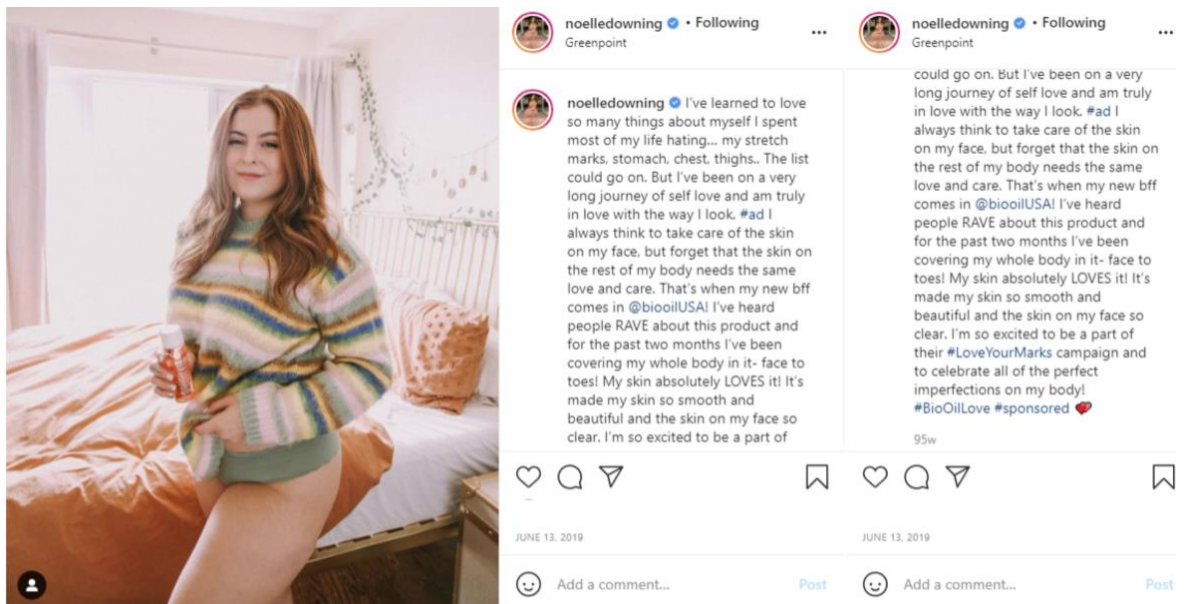 noelledowning • Following
Greenpoint
noelledowning I've learned to love
so many things about myself I spent
most of my life hating... my stretch
marks, stomach, chest, thighs.. The list
could go on. But I've been on a very
long journey of self love and am truly
in love with the way I look. #ad I
always think to take care of the skin
on my face, but forget that the skin on
the rest of my body needs the same
love and care. That's when my new bff
comes in @biooilUSA! I've heard
people RAVE about this product and
for the past two months I've been
covering my whole body in it- face to
toes! My skin absolutely LOVES it! It's
made my skin so smooth and
beautiful and the skin on my face so
clear. I'm so excited to be a part of
JUNE 13, 2019
Add a comment... Post
noelledowning • Following
Greenpoint
could go on. But I've been on a very
long journey of self love and am truly
in love with the way I look. #ad I
always think to take care of the skin
on my face, but forget that the skin on
the rest of my body needs the same
love and care. That's when my new bff
comes in @biooilUSA! I've heard
people RAVE about this product and
for the past two months I've been
covering my whole body in it- face to
toes! My skin absolutely LOVES it! It's
made my skin so smooth and
beautiful and the skin on my face so
clear. I'm so excited to be a part of
their #LoveYourMarks campaign and
to celebrate all of the perfect
imperfections on my body!
#BioOilLove #sponsored
95w
JUNE 13, 2019
Add a comment... Post